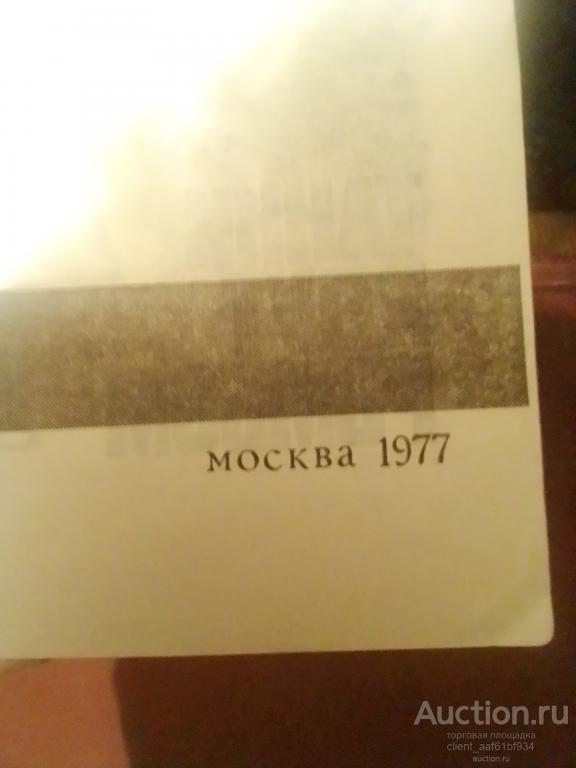 москва 1977
Auction.ru
торговая площадка
client_aaf61bf934
auction.ru